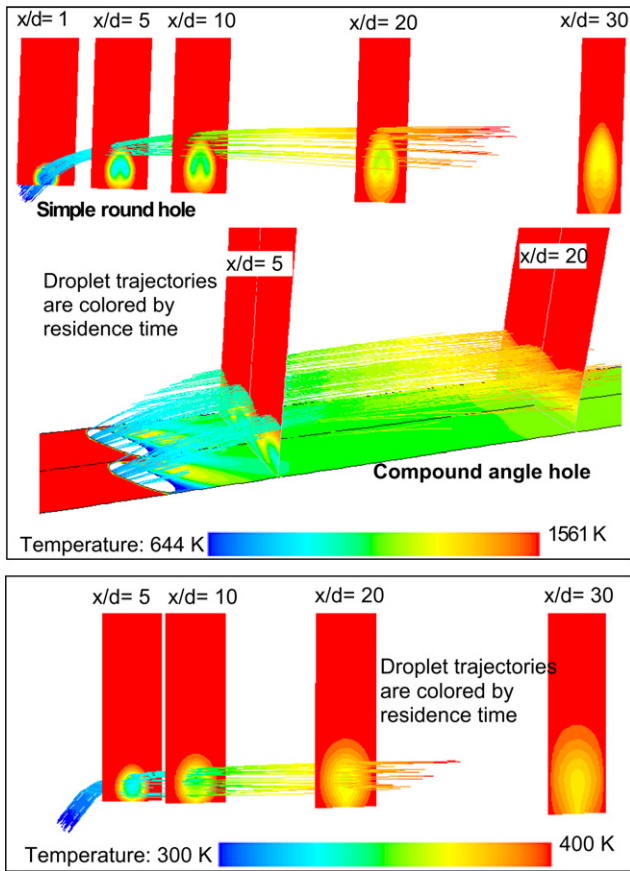 x/d= 1 x/d= 5 x/d= 10 x/d= 20 x/d= 30
Simple round hole
Droplet trajectories
are colored by
residence time
x/d= 5
x/d= 20
Compound angle hole
Temperature: 644 K 1561 K
x/d= 5 x/d= 10 x/d= 20 x/d= 30
Droplet trajectories
are colored by
residence time
Temperature: 300 K 400 K